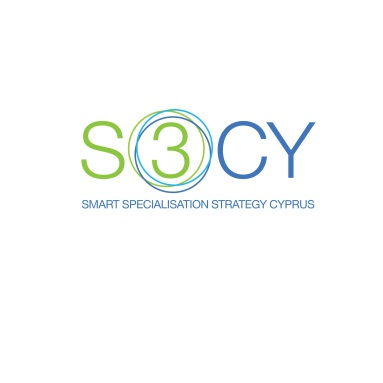 S3CY
SMART SPECIALISATION STRATEGY CYPRUS